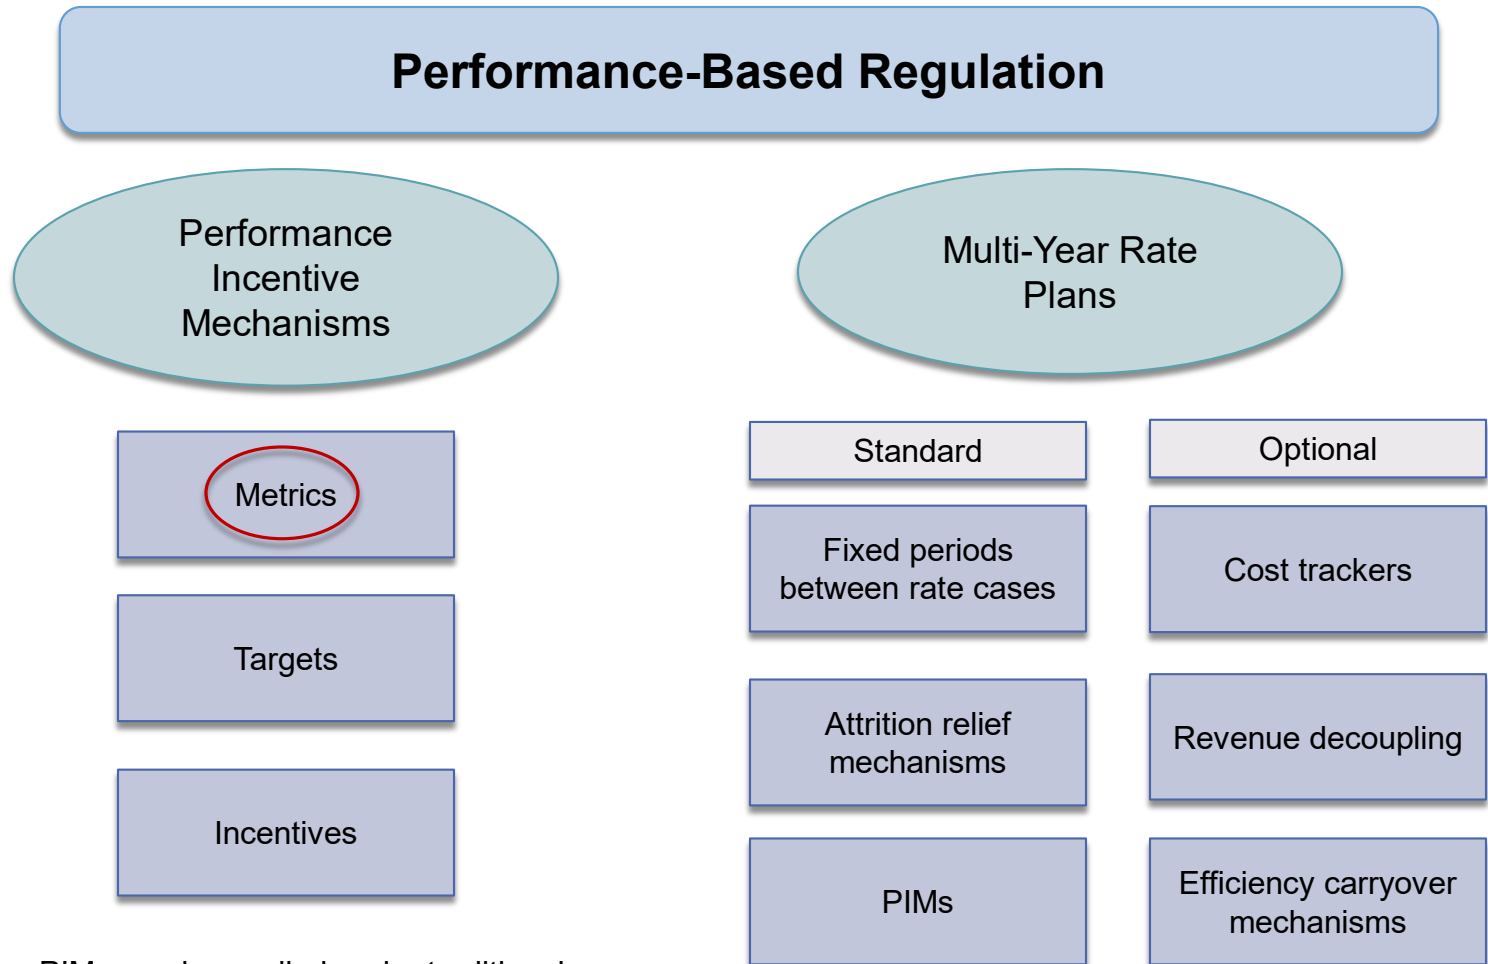 Performance-Based Regulation
Performance
Incentive
Mechanisms
Metrics
Targets
Incentives
Multi-Year Rate
Plans
Standard
Fixed periods
between rate cases
Attrition relief
mechanisms
PIMs
Optional
Cost trackers
Revenue decoupling
Efficiency carryover
mechanisms